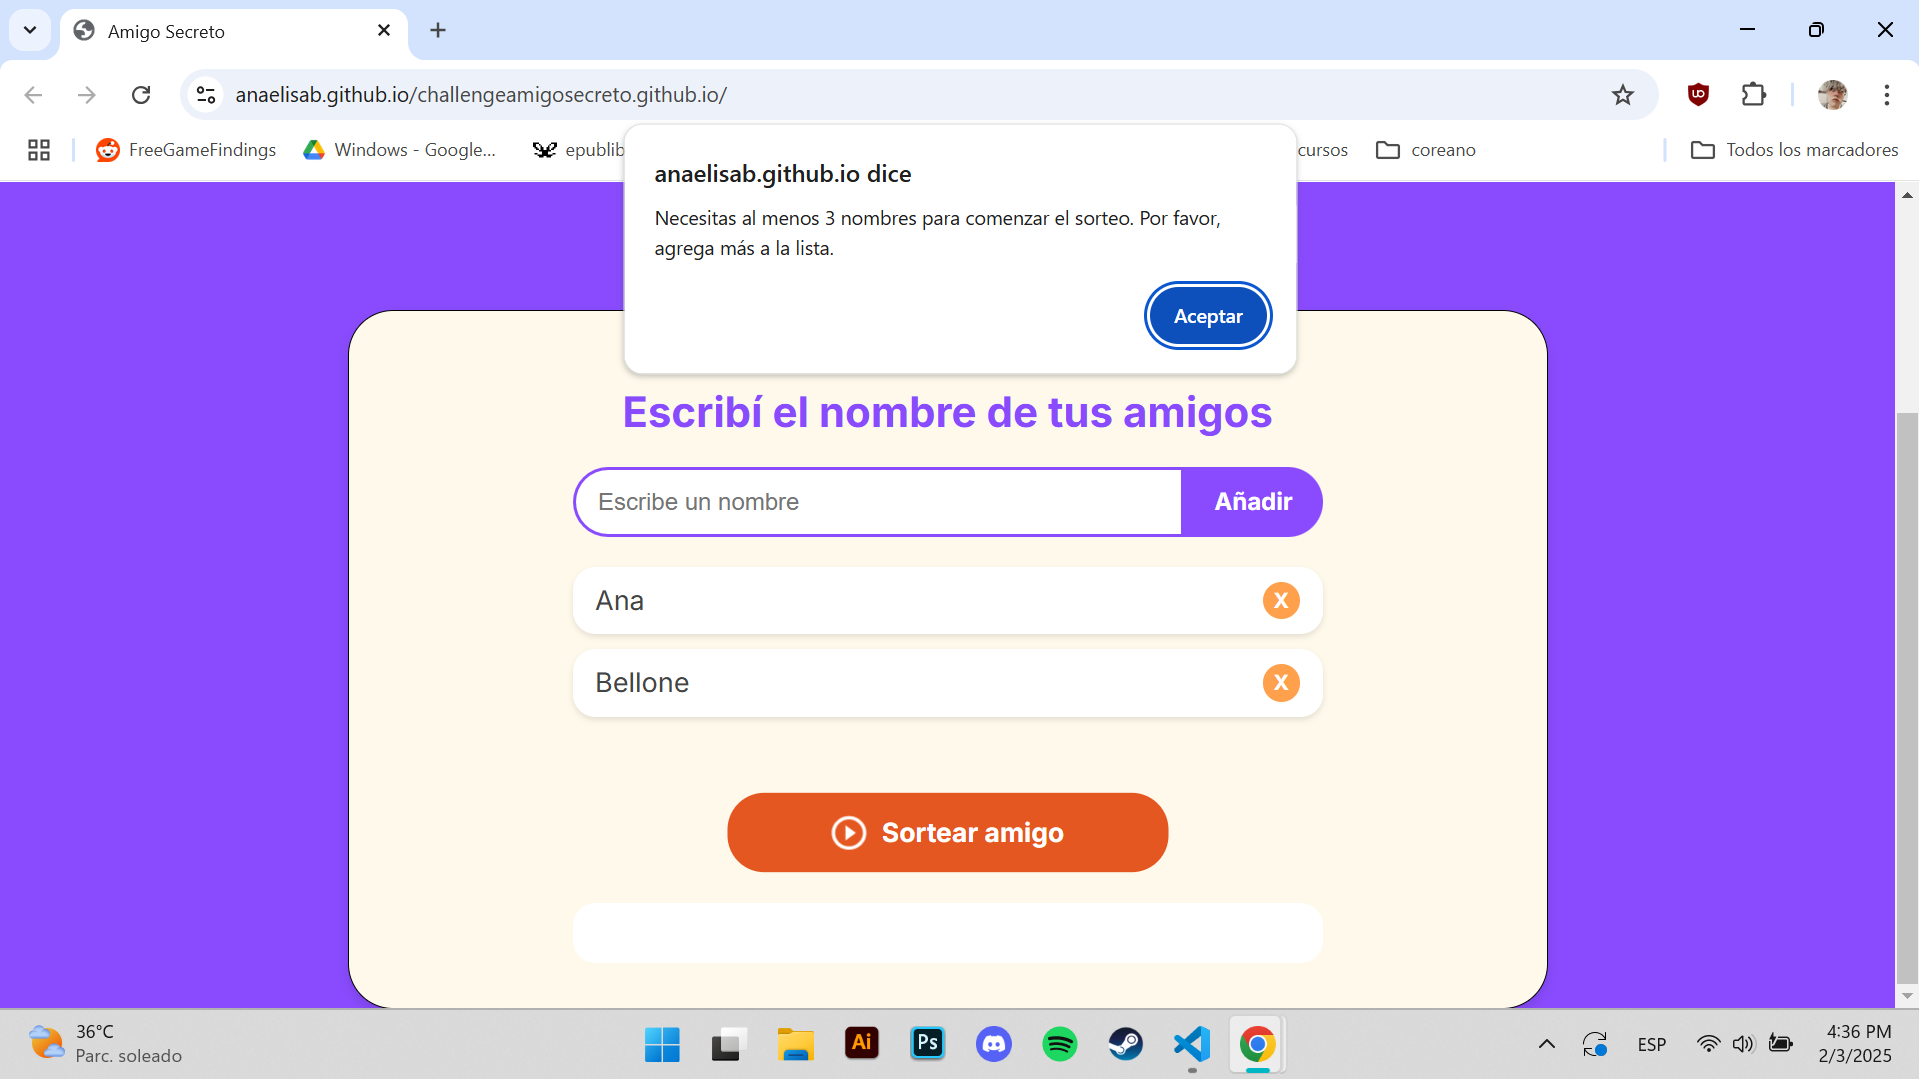 Amigo Secreto
anaelisab.github.io/challengeamigosecreto.github.io/
FreeGameFindings
Windows - Google...
epublib
cursos
coreano
Todos los marcadores
anaelisab.github.io dice
Necesitas al menos 3 nombres para comenzar el sorteo. Por favor,
agrega más a la lista.
Aceptar
Escribí el nombre de tus amigos
Escribe un nombre
Añadir
Ana
X
Bellone
X
Sortear amigo
36°C
Parc. soleado
Ai
Ps
ESP
4:36 PM
2/3/2025